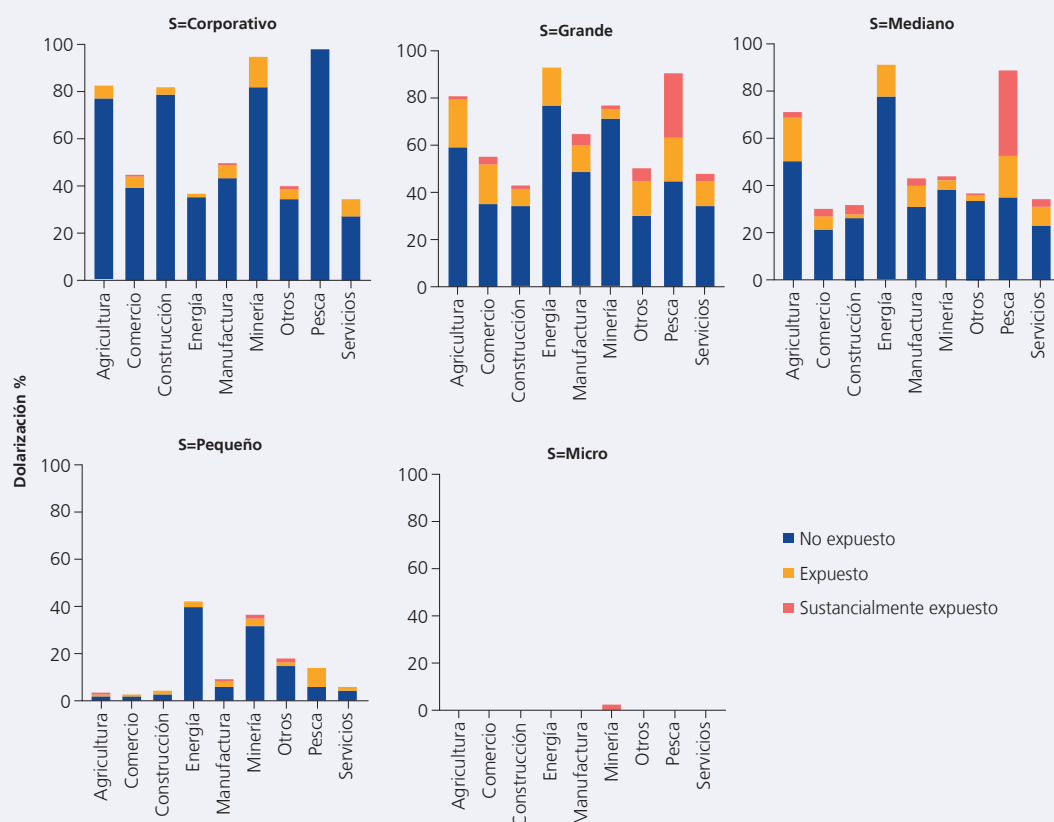 S=Corporativo
100
80
60
40
20
0
Agricultura
Comercio
Construcción
Energía
Manufactura
Minería
Otros
Pesca
Servicios
S=Grande
100
80
60
40
20
0
Agricultura
Comercio
Construcción
Energía
Manufactura
Minería
Otros
Pesca
Servicios
S=Mediano
100
80
60
40
20
0
Agricultura
Comercio
Construcción
Energía
Manufactura
Minería
Otros
Pesca
Servicios
Dolarización %
S=Pequeño
100
80
60
40
20
0
Agricultura
Comercio
Construcción
Energía
Manufactura
Minería
Otros
Pesca
Servicios
S=Micro
100
80
60
40
20
0
Agricultura
Comercio
Construcción
Energía
Manufactura
Minería
Otros
Pesca
Servicios
No expuesto
Expuesto
Sustancialmente expuesto